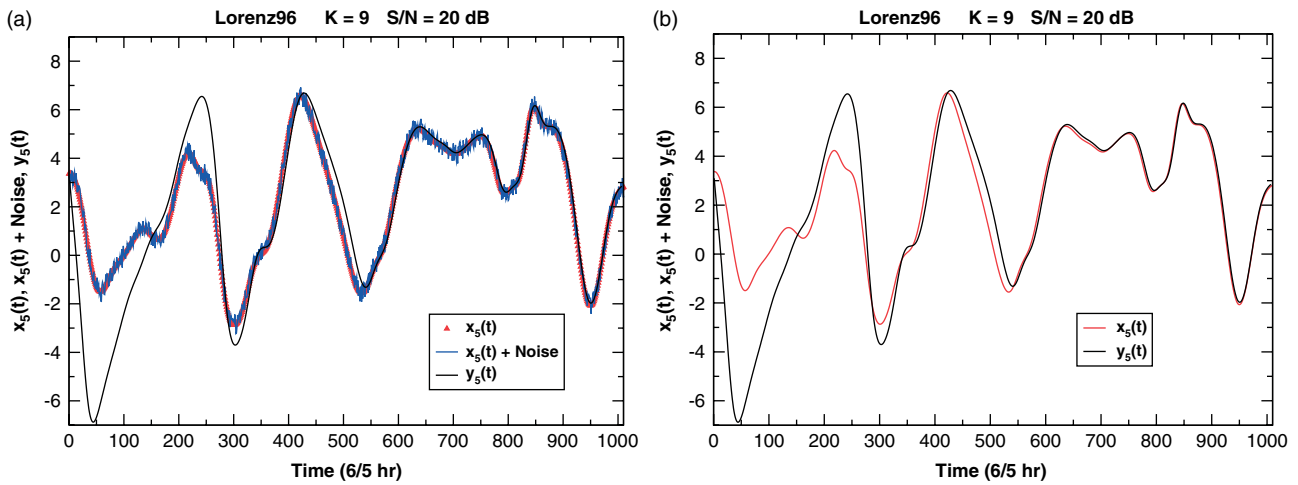 (a)
Lorenz96 K = 9 S/N = 20 dB
x5(t), x5(t) + Noise, y5(t)
8
6
4
2
0
-2
-4
-6
x5(t)
x5(t) + Noise
y5(t)
0 100 200 300 400 500 600 700 800 900 1000
Time (6/5 hr)
(b)
Lorenz96 K = 9 S/N = 20 dB
x5(t), x5(t) + Noise, y5(t)
8
6
4
2
0
-2
-4
-6
x5(t)
y5(t)
0 100 200 300 400 500 600 700 800 900 1000
Time (6/5 hr)